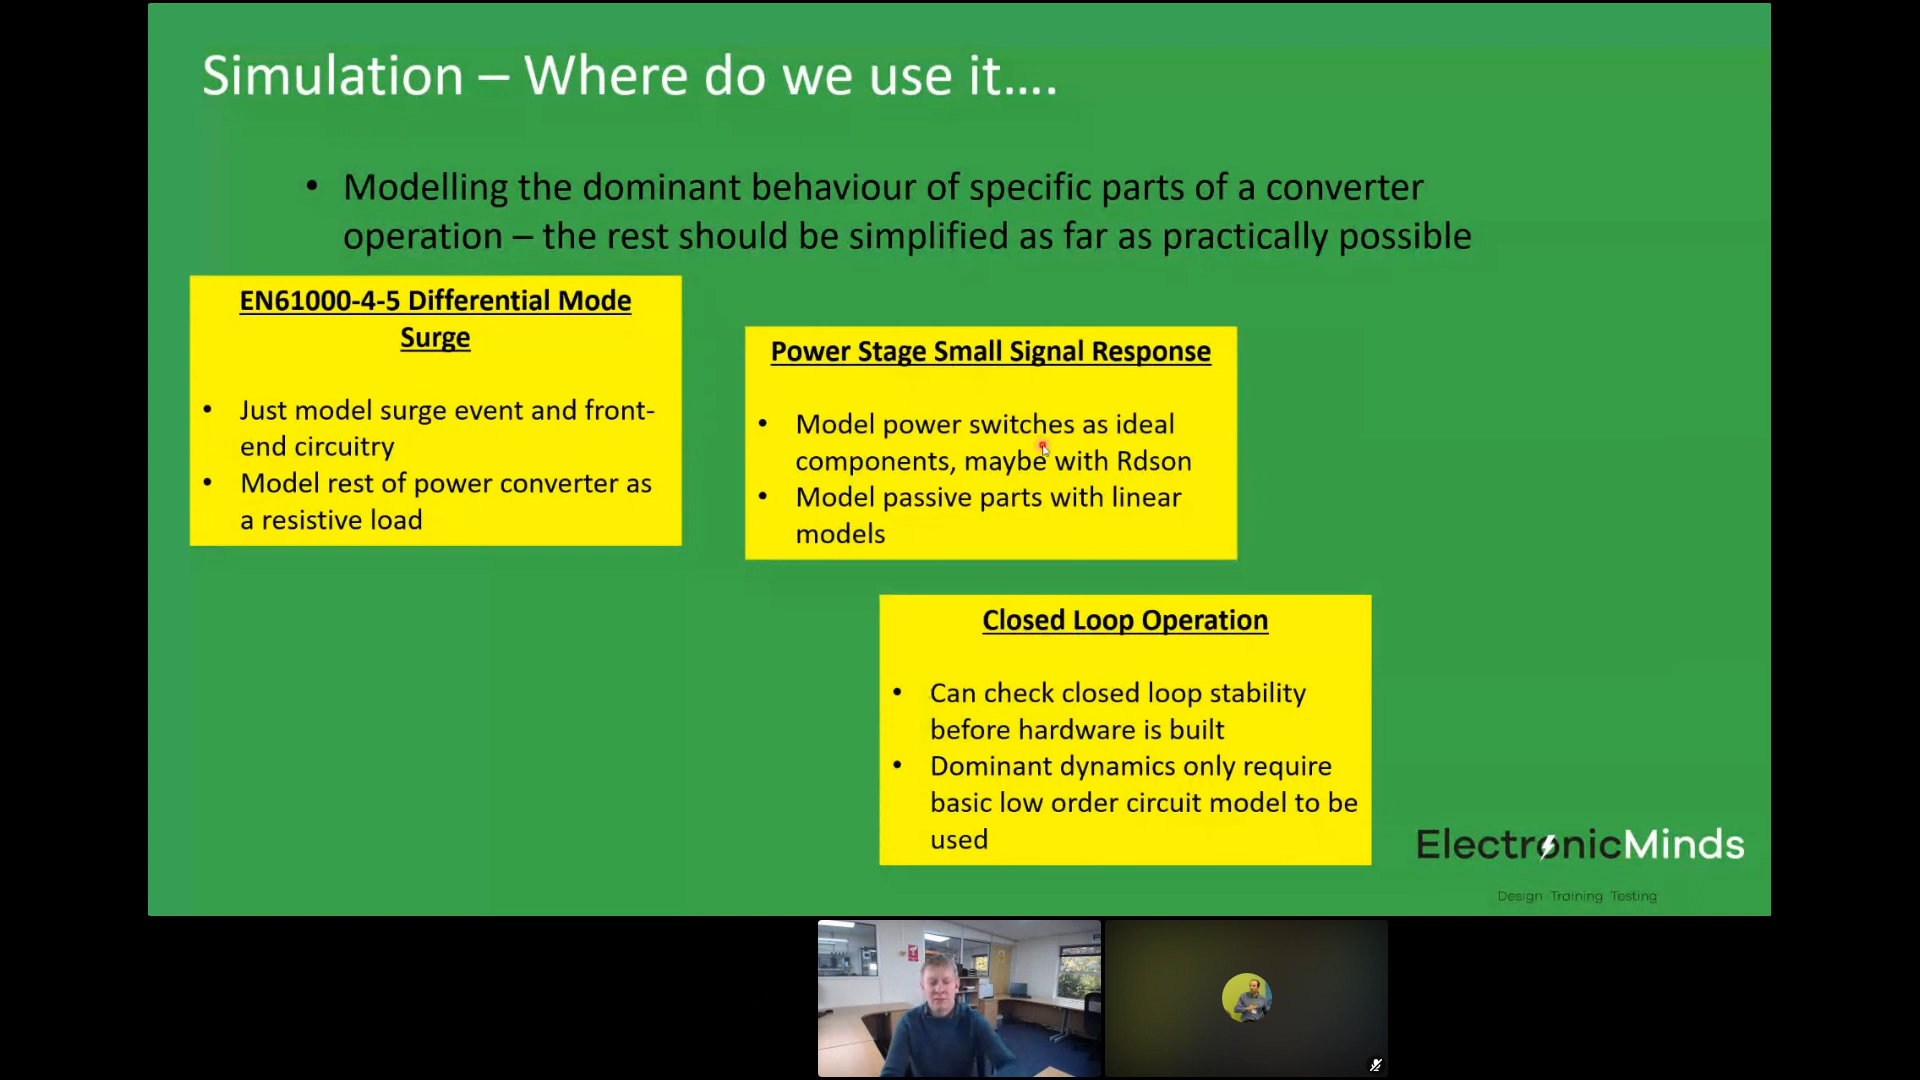 Simulation – Where do we use it....
• Modelling the dominant behaviour of specific parts of a converter
operation – the rest should be simplified as far as practically possible
EN61000-4-5 Differential Mode
Surge
• Just model surge event and front-
end circuitry
• Model rest of power converter as
a resistive load
Power Stage Small Signal Response
• Model power switches as ideal
components, maybe with Rdson
• Model passive parts with linear
models
Closed Loop Operation
• Can check closed loop stability
before hardware is built
• Dominant dynamics only require
basic low order circuit model to be
used
ElectronicMinds
Design Training Testing